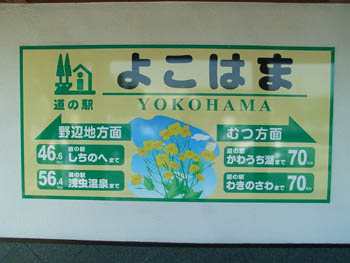 道の駅
よこはま
YOKOHAMA
野辺地方面
むつ方面
46.6km
道の駅
しちのへまで
道の駅
かわうち湖まで
70km
56.4km
道の駅
浅虫温泉まで
道の駅
わきのさわまで
70km